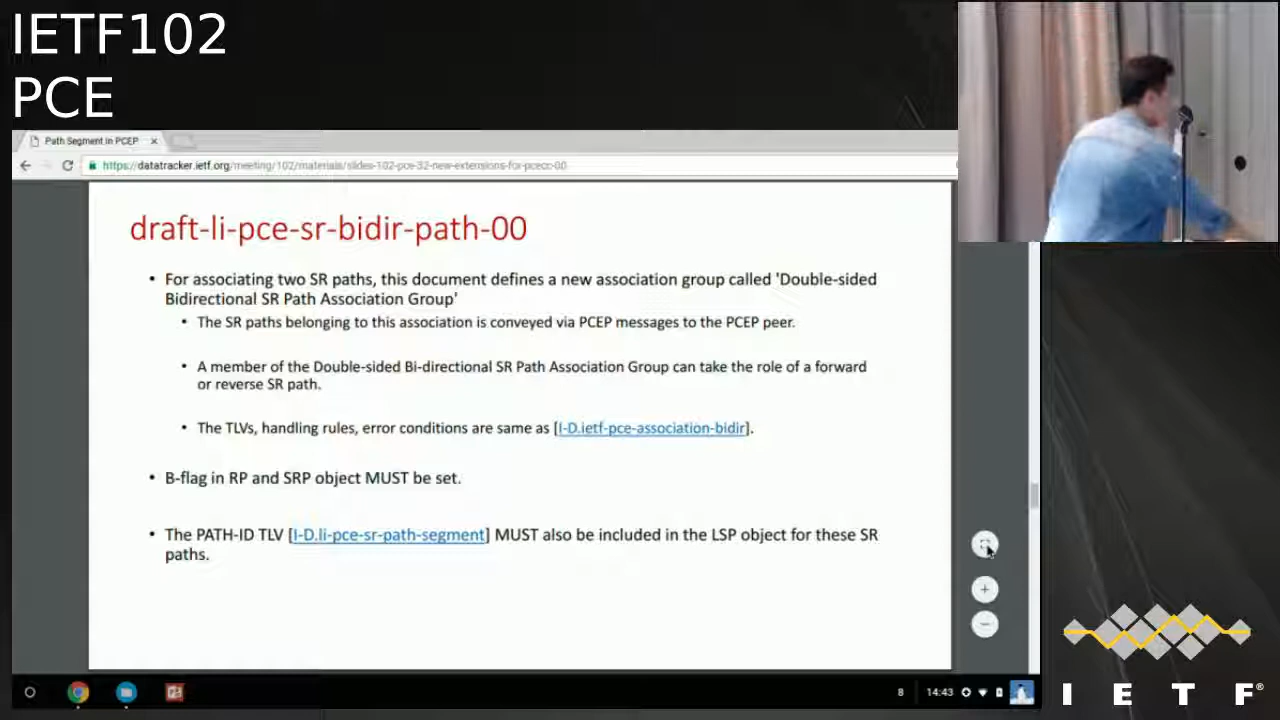 IETF102
PCE
Path Segment in PCEP
https://datatracker.ietf.org/meeting/102/materials/slides-102-pce-32-new-extensions-for-pcecc-00
draft-li-pce-sr-bidir-path-00
• For associating two SR paths, this document defines a new association group called 'Double-sided
Bidirectional SR Path Association Group'
• The SR paths belonging to this association is conveyed via PCEP messages to the PCEP peer.
• A member of the Double-sided Bi-directional SR Path Association Group can take the role of a forward
or reverse SR path.
• The TLVs, handling rules, error conditions are same as [I-D.ietf-pce-association-bidir].
• B-flag in RP and SRP object MUST be set.
• The PATH-ID TLV [I-D.li-pce-sr-path-segment] MUST also be included in the LSP object for these SR
paths.
8 14:43
I E T F®